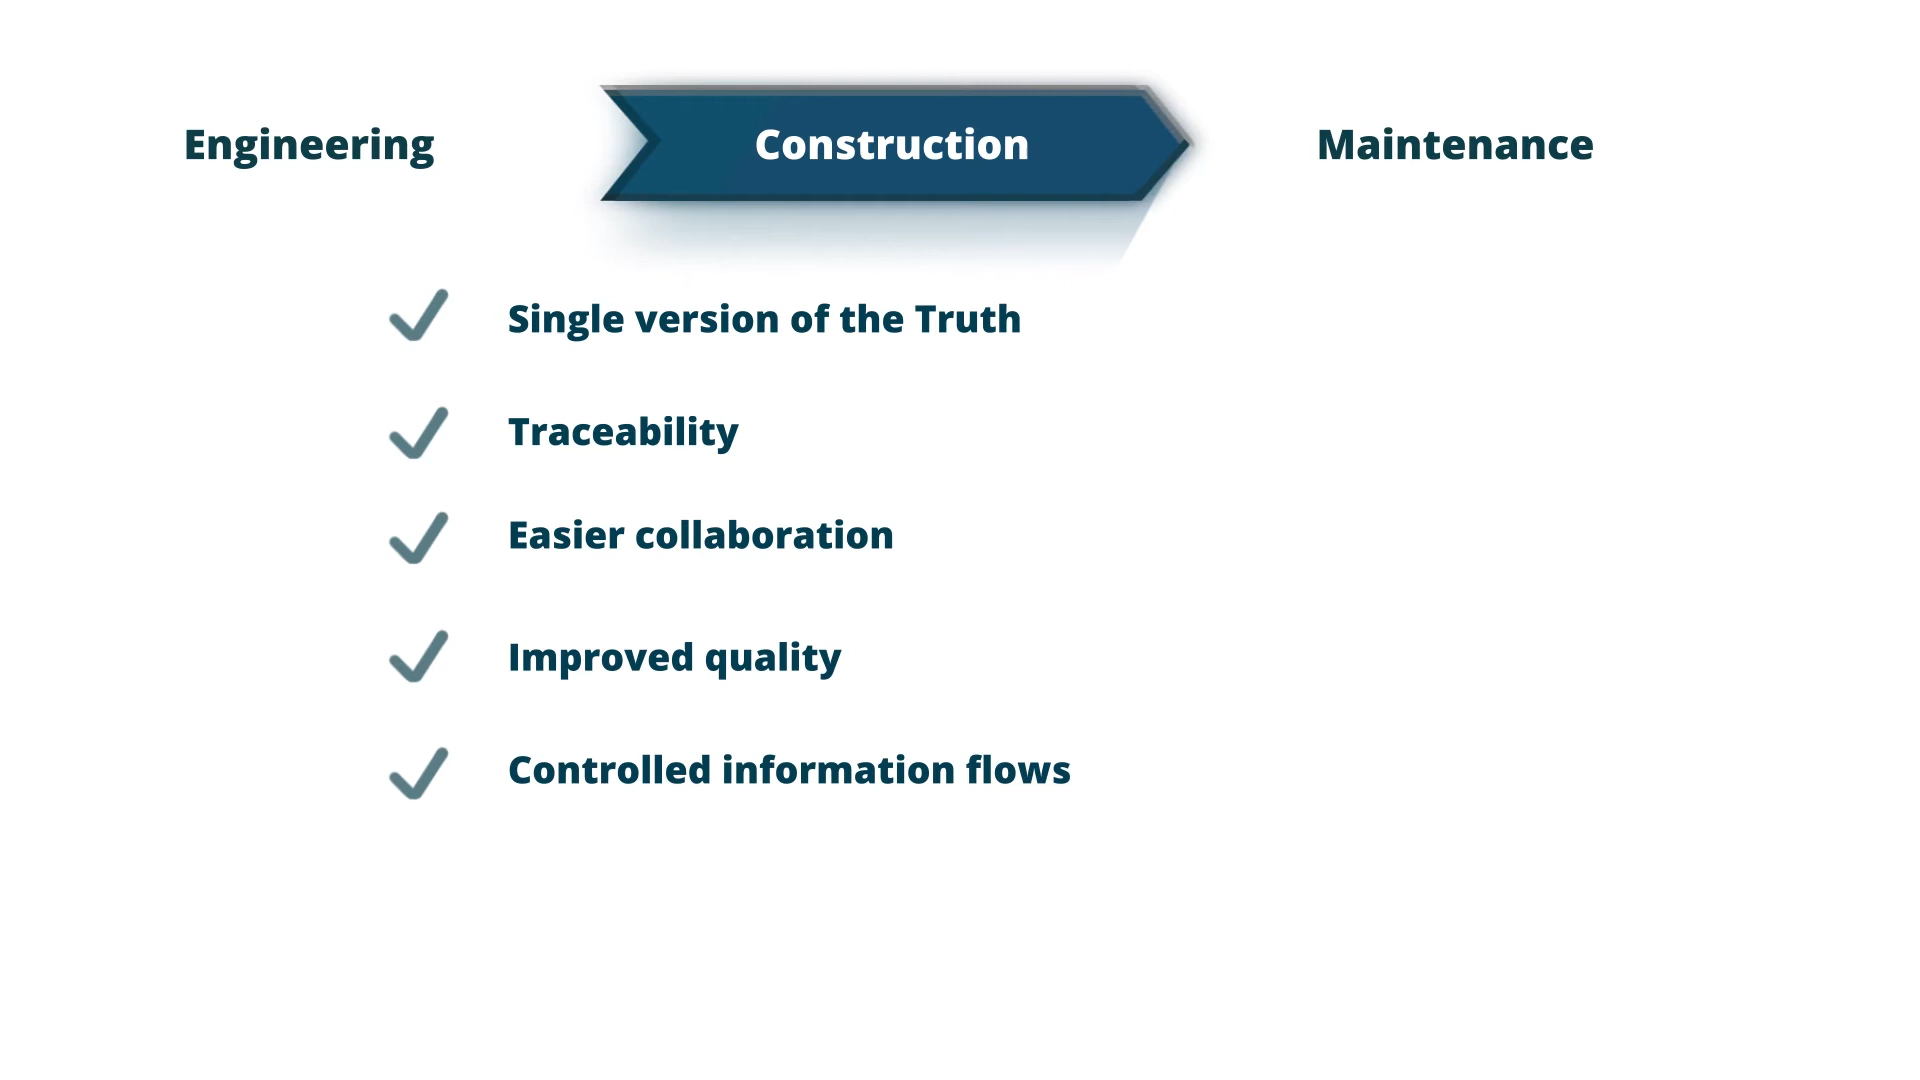 Engineering
Construction
Maintenance
Single version of the Truth
Traceability
Easier collaboration
Improved quality
Controlled information flows